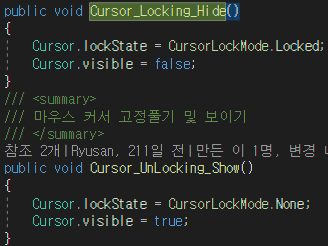 public void Cursor_Locking_Hide()
{
Cursor.lockState = CursorLockMode.Locked;
Cursor.visible = false;
}
/// <summary>
/// 마우스 커서 고정풀기 및 보이기
/// </summary>
참조 2개|Ryusan, 211일 전|만든 이 1명, 변경
public void Cursor_UnLocking_Show()
{
Cursor.lockState = CursorLockMode.None;
Cursor.visible = true;
}